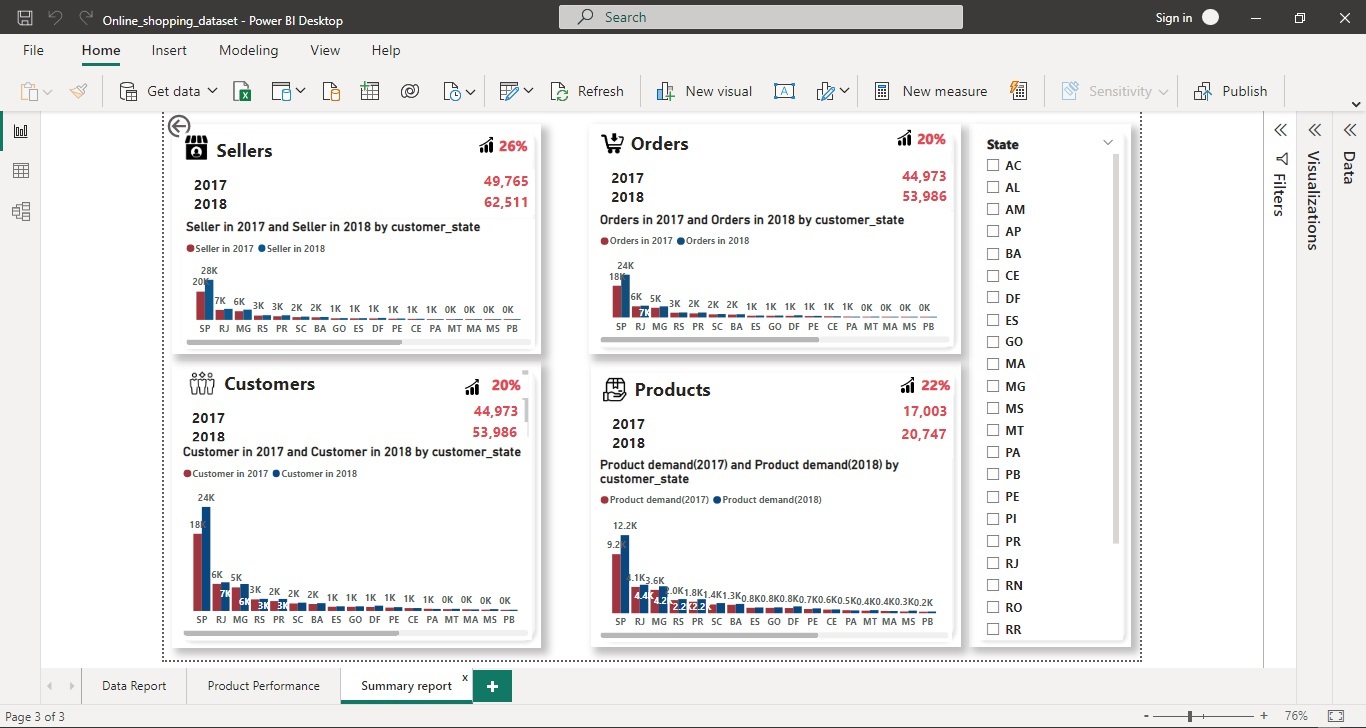 Online_shopping_dataset - Power BI Desktop
Search
Sign in
File Home Insert Modeling View Help
Get data
Refresh
New visual
New measure
Sensitivity
Publish
Sellers
26%
2017 49,765
2018 62,511
Seller in 2017 and Seller in 2018 by customer_state
Seller in 2017 Seller in 2018
28K
20K
7K 6K 3K 3K 2K 2K 1K 1K 1K 1K 1K 1K 0K 0K 0K
SP RJ MG RS PR SC BA GO ES DF PE CE PA MT MA MS PB
Orders
20%
2017 44,973
2018 53,986
Orders in 2017 and Orders in 2018 by customer_state
Orders in 2017 Orders in 2018
24K
18K
6K 5K 3K 2K 2K 2K 1K 1K 1K 1K 1K 1K 0K 0K 0K 0K
7K
SP RJ MG RS PR SC BA ES GO DF PE CE PA MT MA MS PB
Customers
20%
2017 44,973
2018 53,986
Customer in 2017 and Customer in 2018 by customer_state
Customer in 2017 Customer in 2018
24K
18K
6K 5K 3K 2K 2K 2K 1K 1K 1K 1K 1K 1K 0K 0K 0K 0K
7K 6K 3K 3K
SP RJ MG RS PR SC BA ES GO DF PE CE PA MT MA MS PB
Products
22%
2017 17,003
2018 20,747
Product demand(2017) and Product demand(2018) by
customer_state
Product demand(2017) Product demand(2018)
12.2K
9.2K
4.1K 3.6K 2.0K 1.8K 1.4K 1.3K 0.8K 0.8K 0.8K 0.7K 0.6K 0.5K 0.4K 0.4K 0.3K 0.2K
4.4K 4.2K 2.2K 2.2K
SP RJ MG RS PR SC BA ES GO DF PE CE PA MT MA MS PB
State
AC
AL
AM
AP
BA
CE
DF
ES
GO
MA
MG
MS
MT
PA
PB
PE
PI
PR
RJ
RN
RO
RR
Filters
Visualizations
Data
Data Report
Product Performance
Summary report x
+
Page 3 of 3
- + 76%